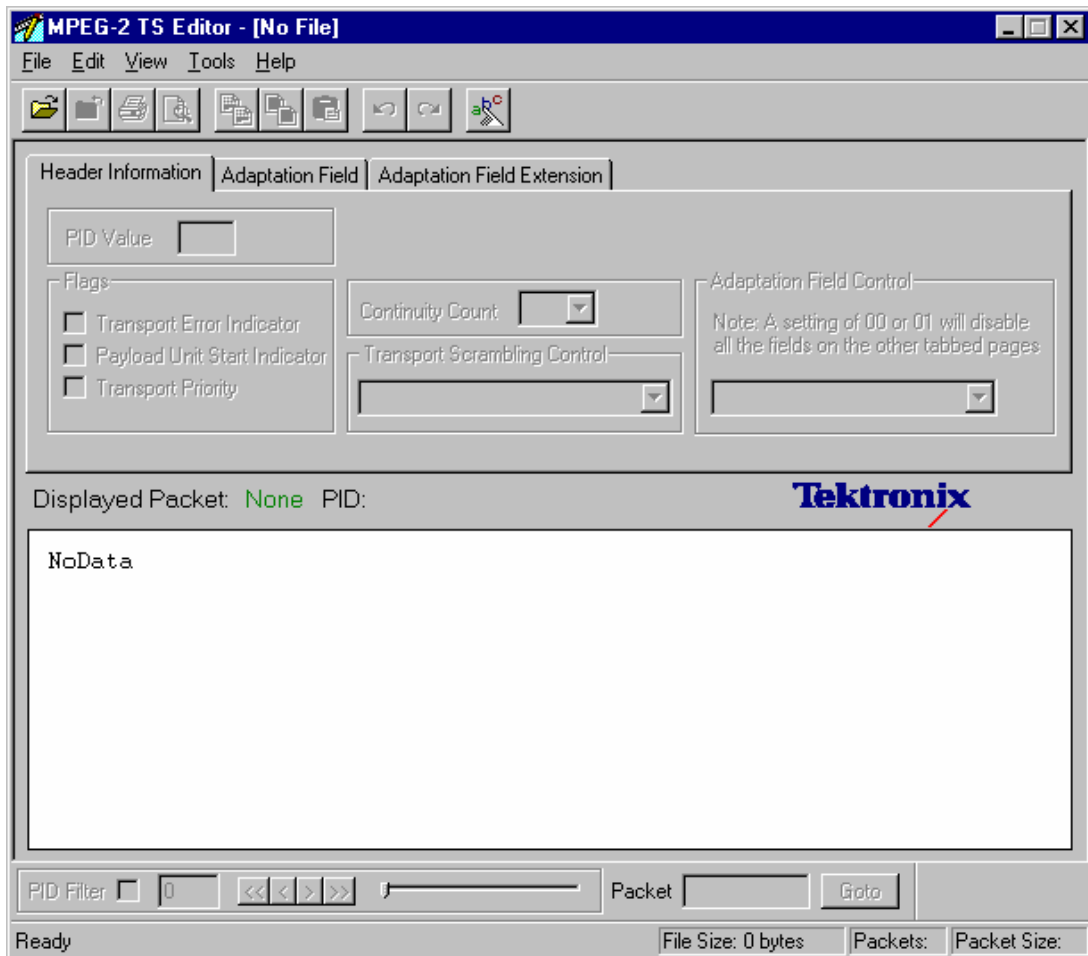 MPEG-2 TS Editor - [No File]
File Edit View Tools Help
abc
Header Information Adaptation Field Adaptation Field Extension
PID Value
Flags
Transport Error Indicator
Payload Unit Start Indicator
Transport Priority
Continuity Count
Transport Scrambling Control
Adaptation Field Control
Note: A setting of 00 or 01 will disable
all the fields on the other tabbed pages
Displayed Packet: None PID:
Tektronix
NoData
PID Filter 0 << < > >> Packet Goto
Ready File Size: 0 bytes Packets: Packet Size: